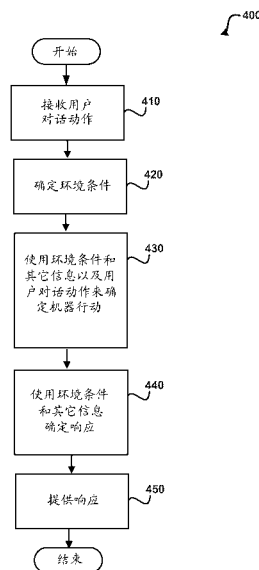 400
开始
接收用户
对话动作
410
确定环境条件
420
使用环境条件和
其它信息以及用
户对话动作来确
定机器行动
430
使用环境条件
和其它信息
确定响应
440
提供响应
450
结束